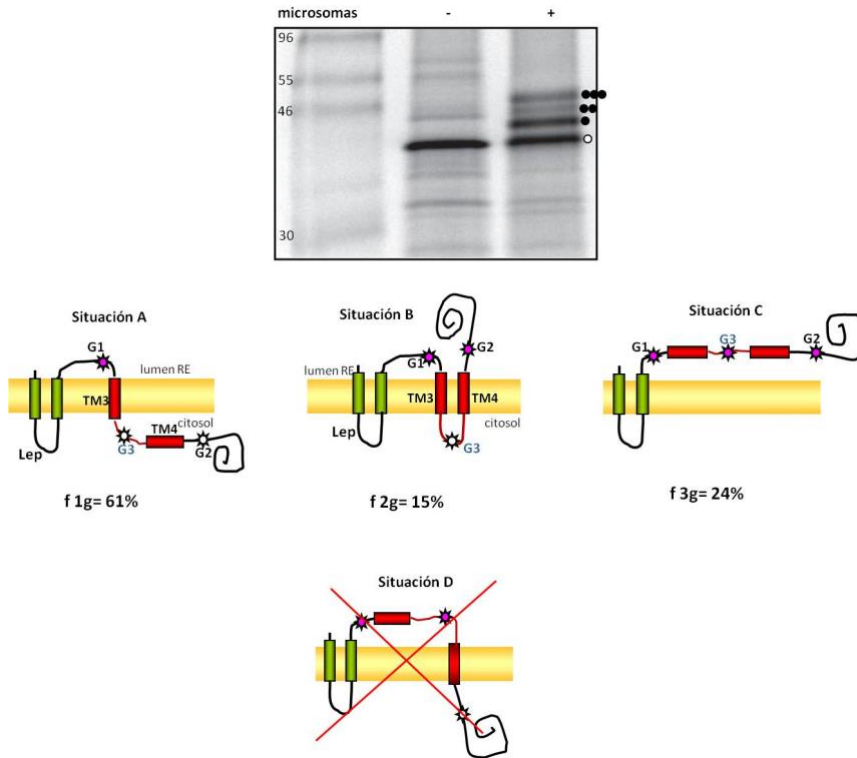 microsomas - +
96
55
46
30
Situación A
G1
lumen RE
TM3
TM4 citosol
G3
G2
Lep
f 1g= 61%
Situación B
lumen RE
G1
G2
TM3
TM4
citosol
Lep
G3
f 2g= 15%
Situación C
G1
G3
G2
f 3g= 24%
Situación D